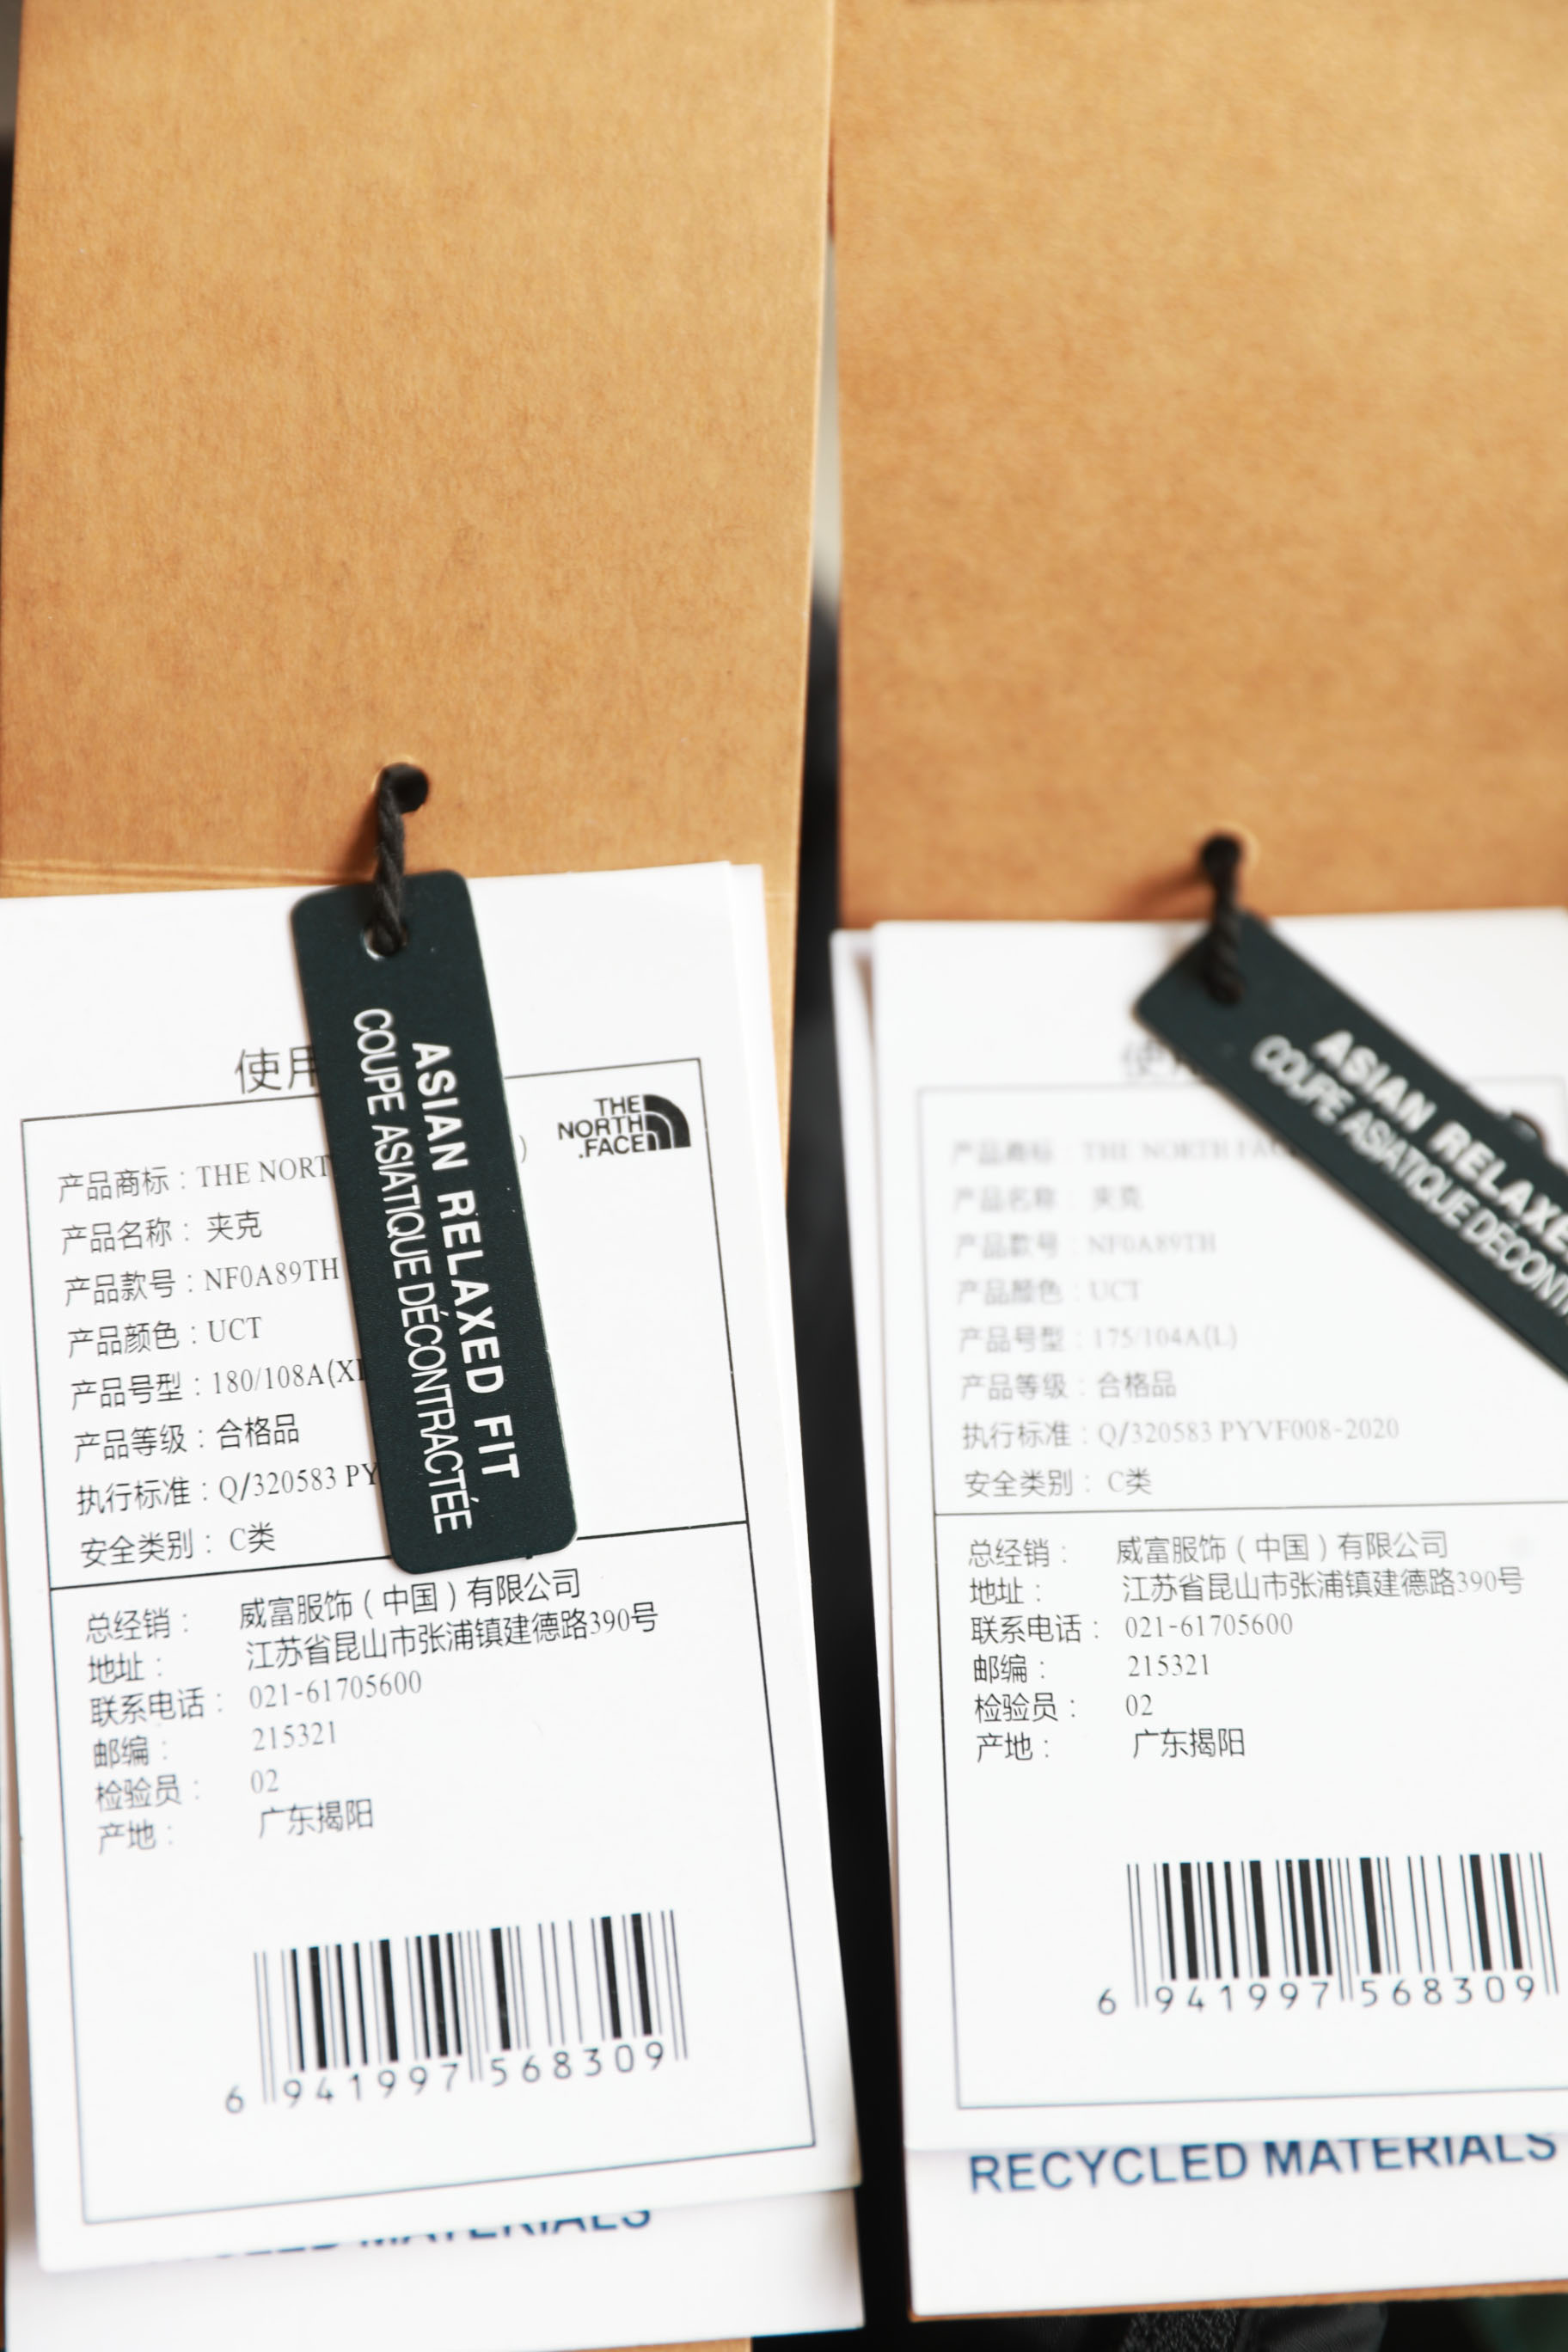 ASIAN RELAXED FIT
COUPE ASIATIQUE DÉCONTRACTÉE
使用
THE
NORTH
FACE
产品商标：THE NORT
产品名称：夹克
产品款号：NF0A89TH
产品颜色：UCT
产品号型：180/108A(XL
产品等级：合格品
执行标准：Q/320583 PY
安全类别：C类
总经销：威富服饰（中国）有限公司
地址：江苏省昆山市张浦镇建德路390号
联系电话：021-61705600
邮编：215321
检验员：02
产地：广东揭阳
6 941997 568309
MATERIALS
ASIAN RELAXE
COUPE ASIATIQUE DÉCONT
使
产品商标：THE NORTH FA
产品名称：夹克
产品款号：NF0A89TH
产品颜色：UCT
产品号型：175/104A(L)
产品等级：合格品
执行标准：Q/320583 PYVF008-2020
安全类别：C类
总经销：威富服饰（中国）有限公司
地址：江苏省昆山市张浦镇建德路390号
联系电话：021-61705600
邮编：215321
检验员：02
产地：广东揭阳
6 941997 568309
RECYCLED MATERIALS